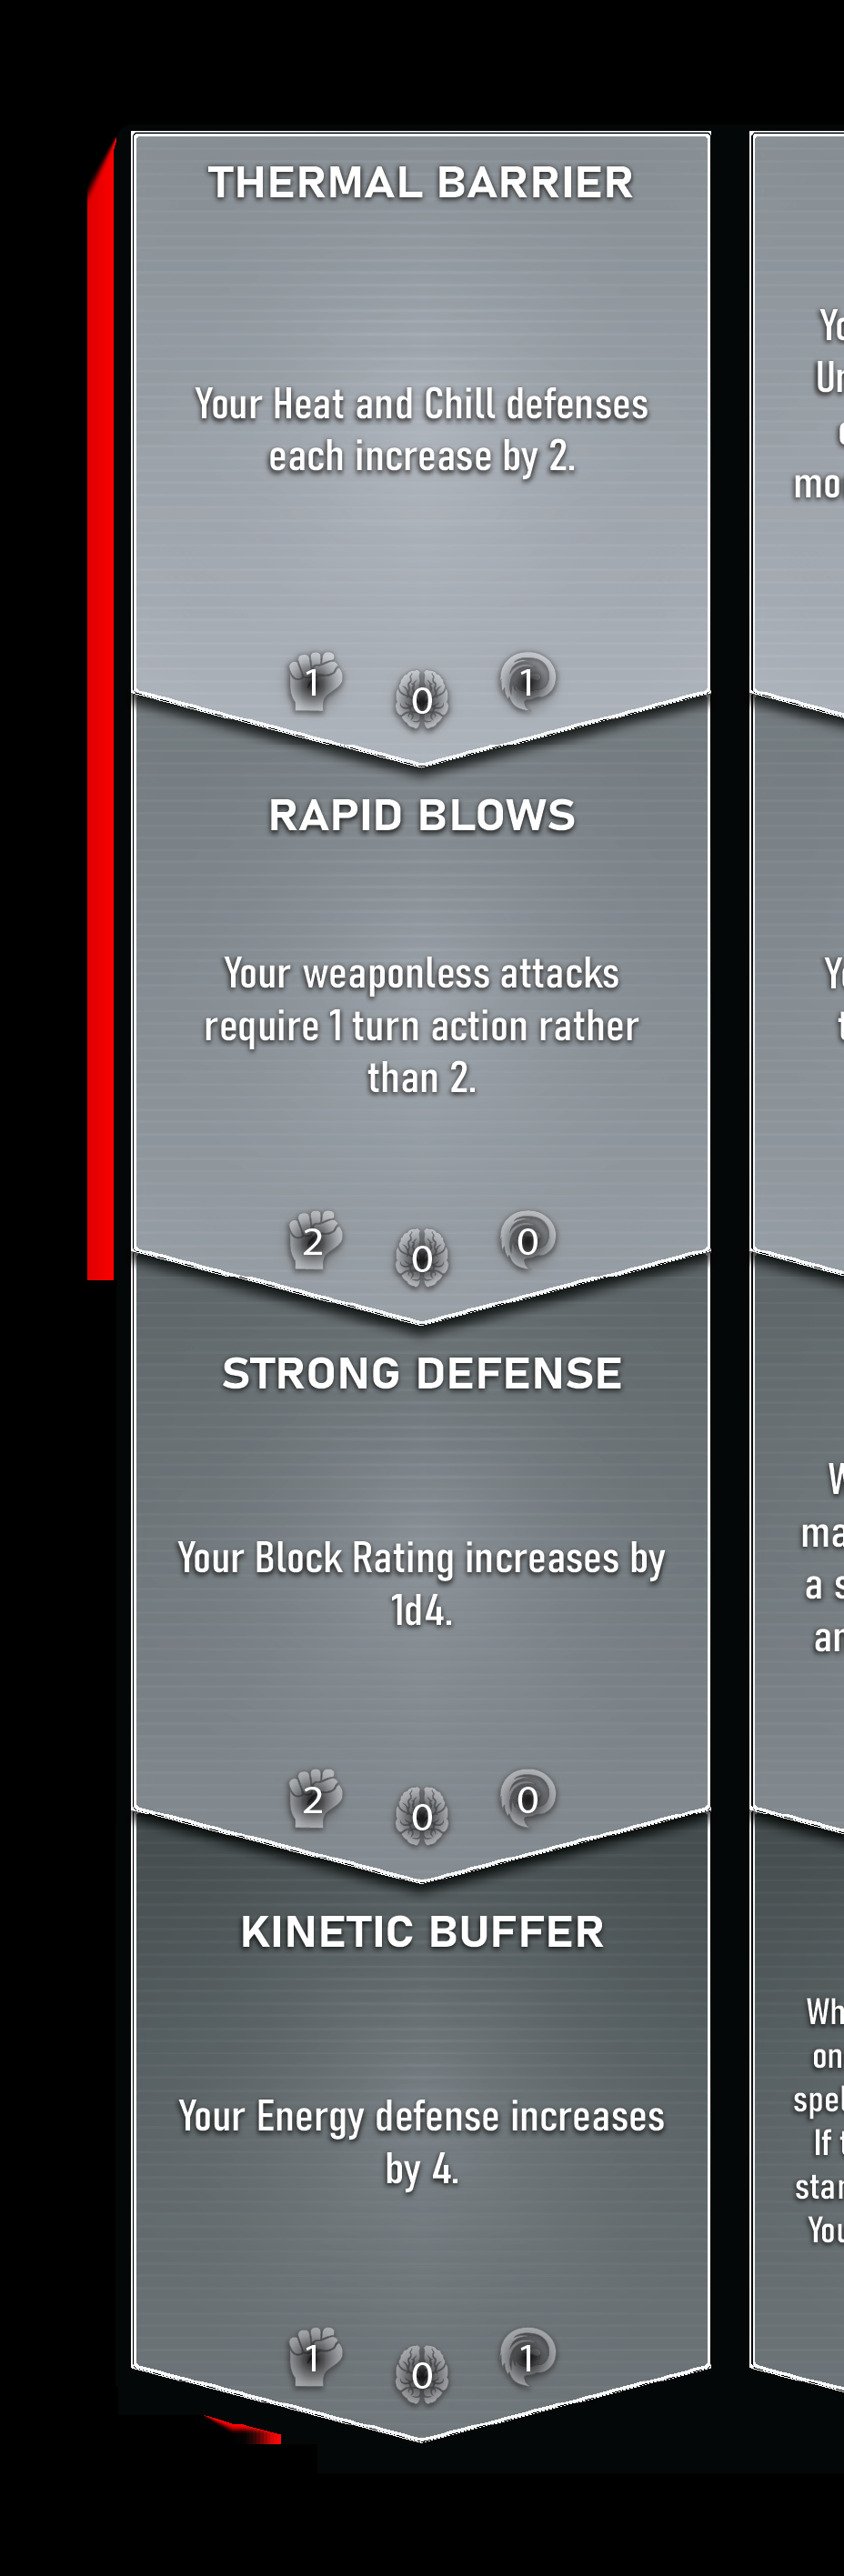 THERMAL BARRIER
Your Heat and Chill defenses
each increase by 2.
1 0 1
RAPID BLOWS
Your weaponless attacks
require 1 turn action rather
than 2.
2 0 0
STRONG DEFENSE
Your Block Rating increases by
1d4.
2 0 0
KINETIC BUFFER
Your Energy defense increases
by 4.
1 0 1
If
a
on